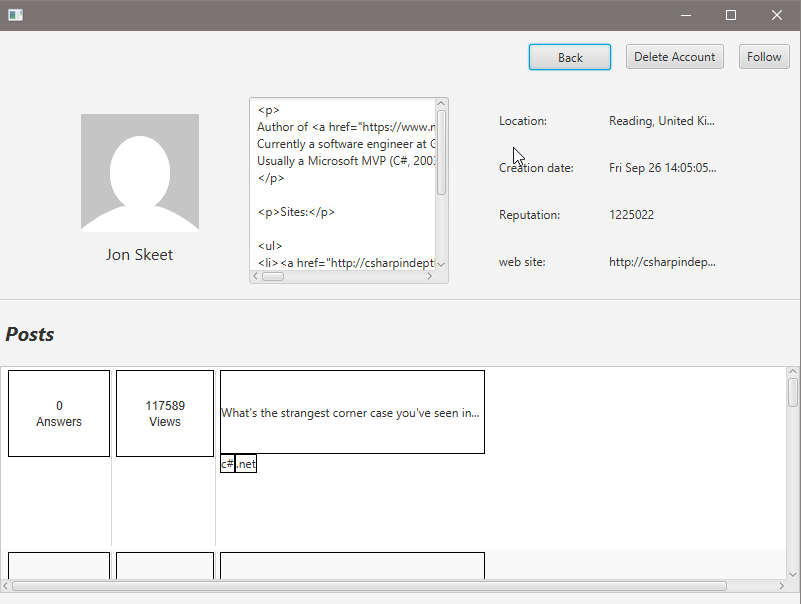 Back
Delete Account
Follow
<p>
Author of <a href="https://www.
Currently a software engineer at
Usually a Microsoft MVP (C#, 200
</p>
<p>Sites:</p>
<ul>
<li><a href="http://csharpindept
Jon Skeet
Location: Reading, United Ki...
Creation date: Fri Sep 26 14:05:05...
Reputation: 1225022
web site: http://csharpindep...
Posts
0
Answers
117589
Views
What's the strangest corner case you've seen in...
c# .net